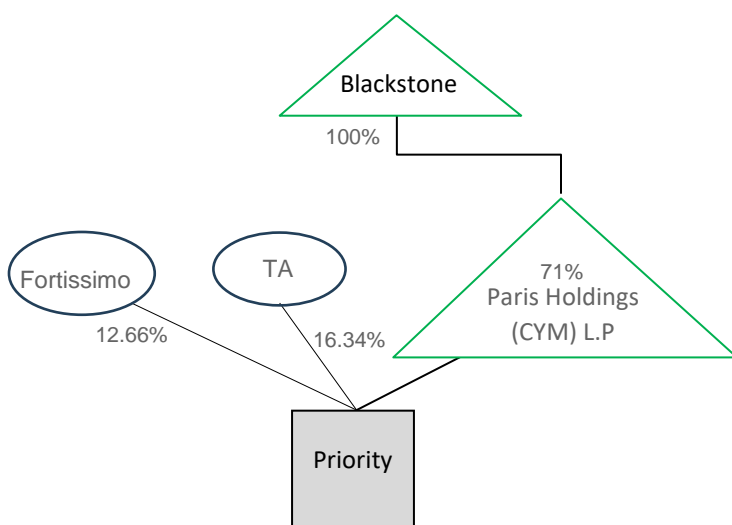 Blackstone
100%
Fortissimo
TA
71%
Paris Holdings
(CYM) L.P
12.66%
16.34%
Priority